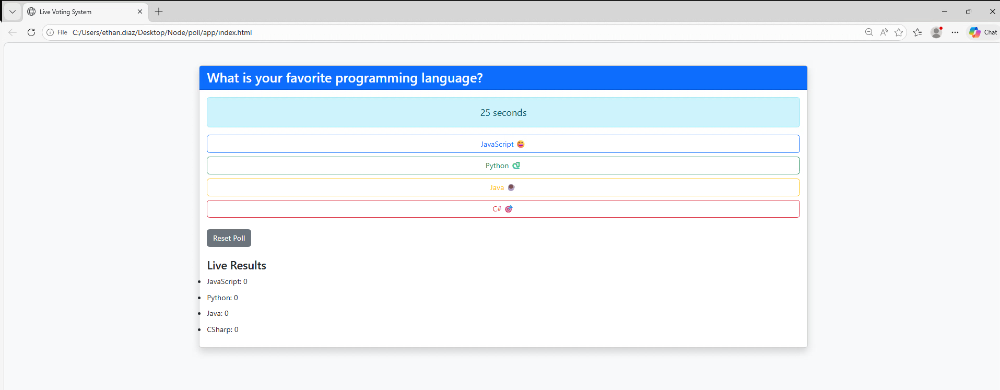 Live Voting System
File C:/Users/ethan.diaz/Desktop/Node/poll/app/index.html
Chat
What is your favorite programming language?
25 seconds
JavaScript 😄
Python
Java ☕
C# 🎯
Reset Poll
Live Results
JavaScript: 0
Python: 0
Java: 0
CSharp: 0